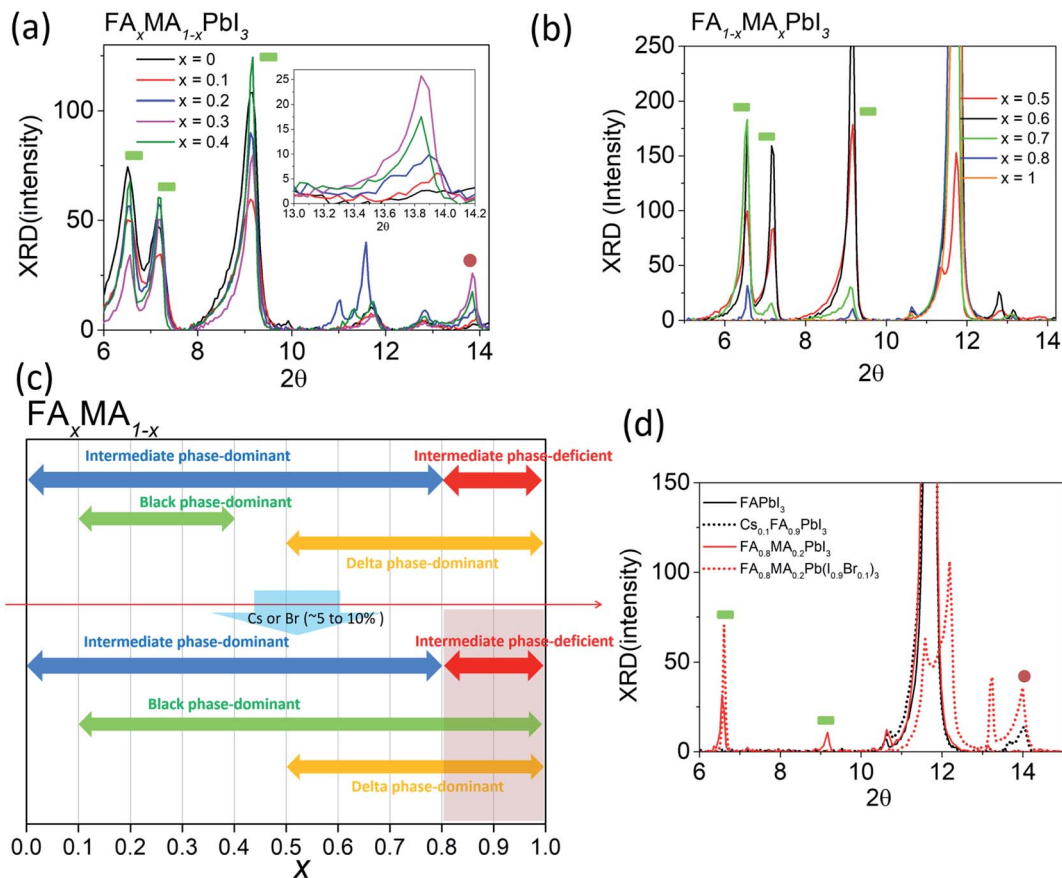 (a)
FAxMA1-xPbI3
x = 0
x = 0.1
x = 0.2
x = 0.3
x = 0.4
XRD(intensity)
100
50
0
6 8 10 12 14
2θ
25
20
15
10
5
0
13.0 13.2 13.4 13.6 13.8 14.0 14.2
2θ
(b)
FA1-xMAxPbI3
x = 0.5
x = 0.6
x = 0.7
x = 0.8
x = 1
XRD (Intensity)
250
200
150
100
50
0
6 8 10 12 14
2θ
(c)
FAxMA1-x
Intermediate phase-dominant
Intermediate phase-deficient
Black phase-dominant
Delta phase-dominant
Cs or Br (~5 to 10% )
Intermediate phase-dominant
Intermediate phase-deficient
Black phase-dominant
Delta phase-dominant
0.0 0.1 0.2 0.3 0.4 0.5 0.6 0.7 0.8 0.9 1.0
x
(d)
FAPbI3
Cs0.1FA0.9PbI3
FA0.8MA0.2PbI3
FA0.8MA0.2Pb(I0.9Br0.1)3
XRD(intensity)
150
100
50
0
6 8 10 12 14
2θ